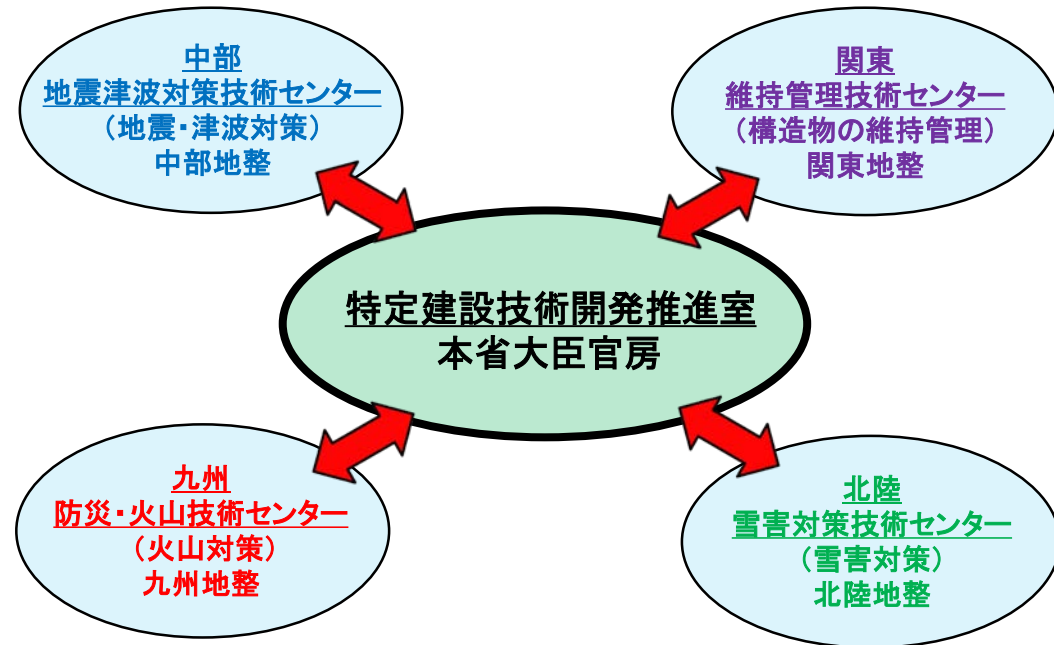 中部
地震津波対策技術センター
（地震・津波対策）
中部地整
関東
維持管理技術センター
（構造物の維持管理）
関東地整
特定建設技術開発推進室
本省大臣官房
九州
防災・火山技術センター
（火山対策）
九州地整
北陸
雪害対策技術センター
（雪害対策）
北陸地整